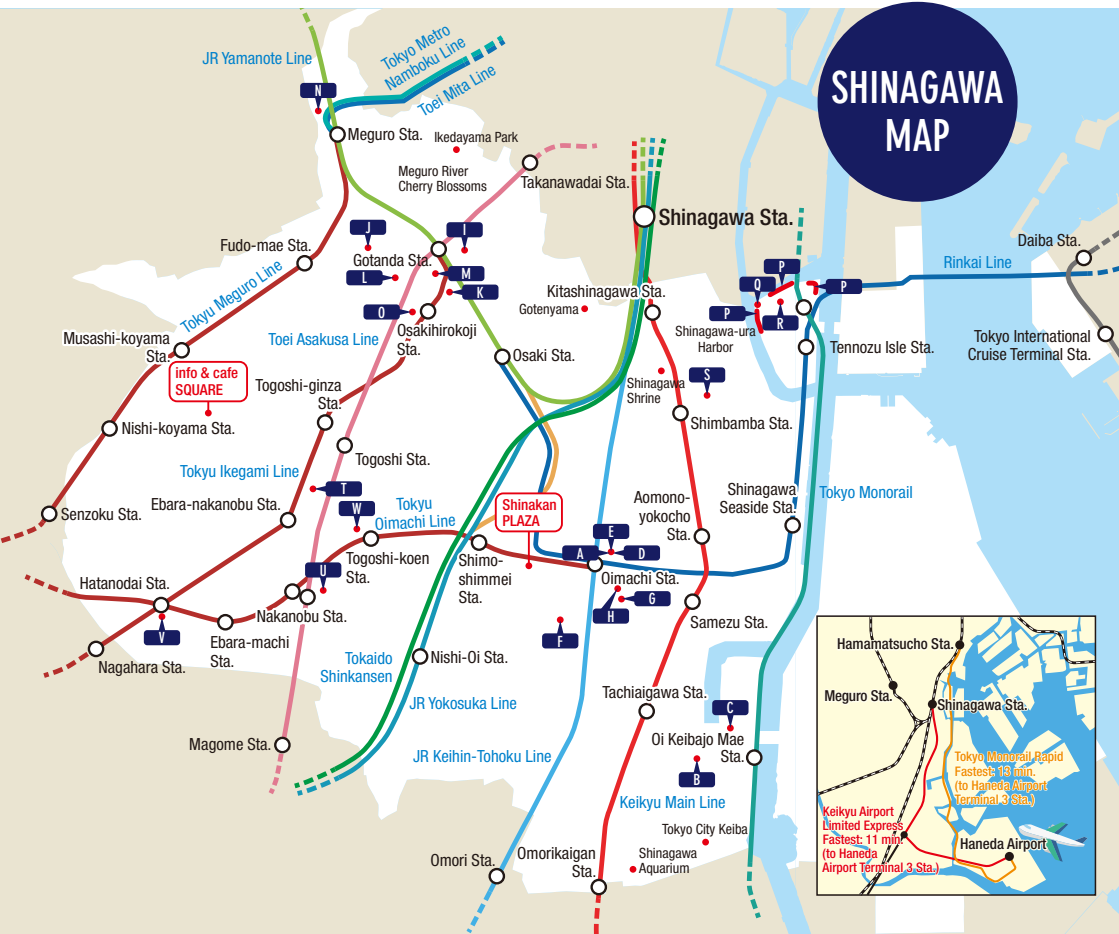 SHINAGAWA
MAP
JR Yamanote Line
Tokyo Metro
Namboku Line
Toei Mita Line
N
Meguro Sta.
Ikedayama Park
Meguro River
Cherry Blossoms
Takanawadai Sta.
Shinagawa Sta.
J
I
Fudo-mae Sta.
Gotanda Sta.
L
M
K
O
Tokyu Meguro Line
Kitashinagawa Sta.
Gotenyama
P
Q
P
P
R
Shinagawa-ura
Harbor
Rinkai Line
Daiba Sta.
Tokyo International
Cruise Terminal Sta.
Tennozu Isle Sta.
Musashi-koyama
Sta.
Toei Asakusa Line
Osakihirokoji
Sta.
Osaki Sta.
info & cafe
SQUARE
Togoshi-ginza
Sta.
Shinagawa
Shrine
S
Shimbamba Sta.
Nishi-koyama Sta.
Togoshi Sta.
Tokyu Ikegami Line
T
W
Ebara-nakanobu Sta.
Senzoku Sta.
Tokyu
Oimachi Line
Shinakan
PLAZA
Aomono-
yokocho
Sta.
Shinagawa
Seaside Sta.
Tokyo Monorail
Togoshi-koen
Sta.
Shimo-
shimmei
Sta.
E
A
D
Oimachi Sta.
G
H
F
Samezu Sta.
Hatanodai Sta.
U
V
Nakanobu Sta.
Ebara-machi
Sta.
Nagahara Sta.
Tokaido
Shinkansen
Nishi-Oi Sta.
JR Yokosuka Line
Tachiaigawa Sta.
C
Oi Keibajo Mae
Sta.
B
Magome Sta.
JR Keihin-Tohoku Line
Keikyu Main Line
Tokyo City Keiba
Shinagawa
Aquarium
Omori Sta.
Omorikaigan
Sta.
Hamamatsucho Sta.
Meguro Sta.
Shinagawa Sta.
Tokyo Monorail Rapid
Fastest: 13 min.
(to Haneda Airport
Terminal 3 Sta.)
Keikyu Airport
Limited Express
Fastest: 11 min.
(to Haneda
Airport Terminal 3 Sta.)
Haneda Airport